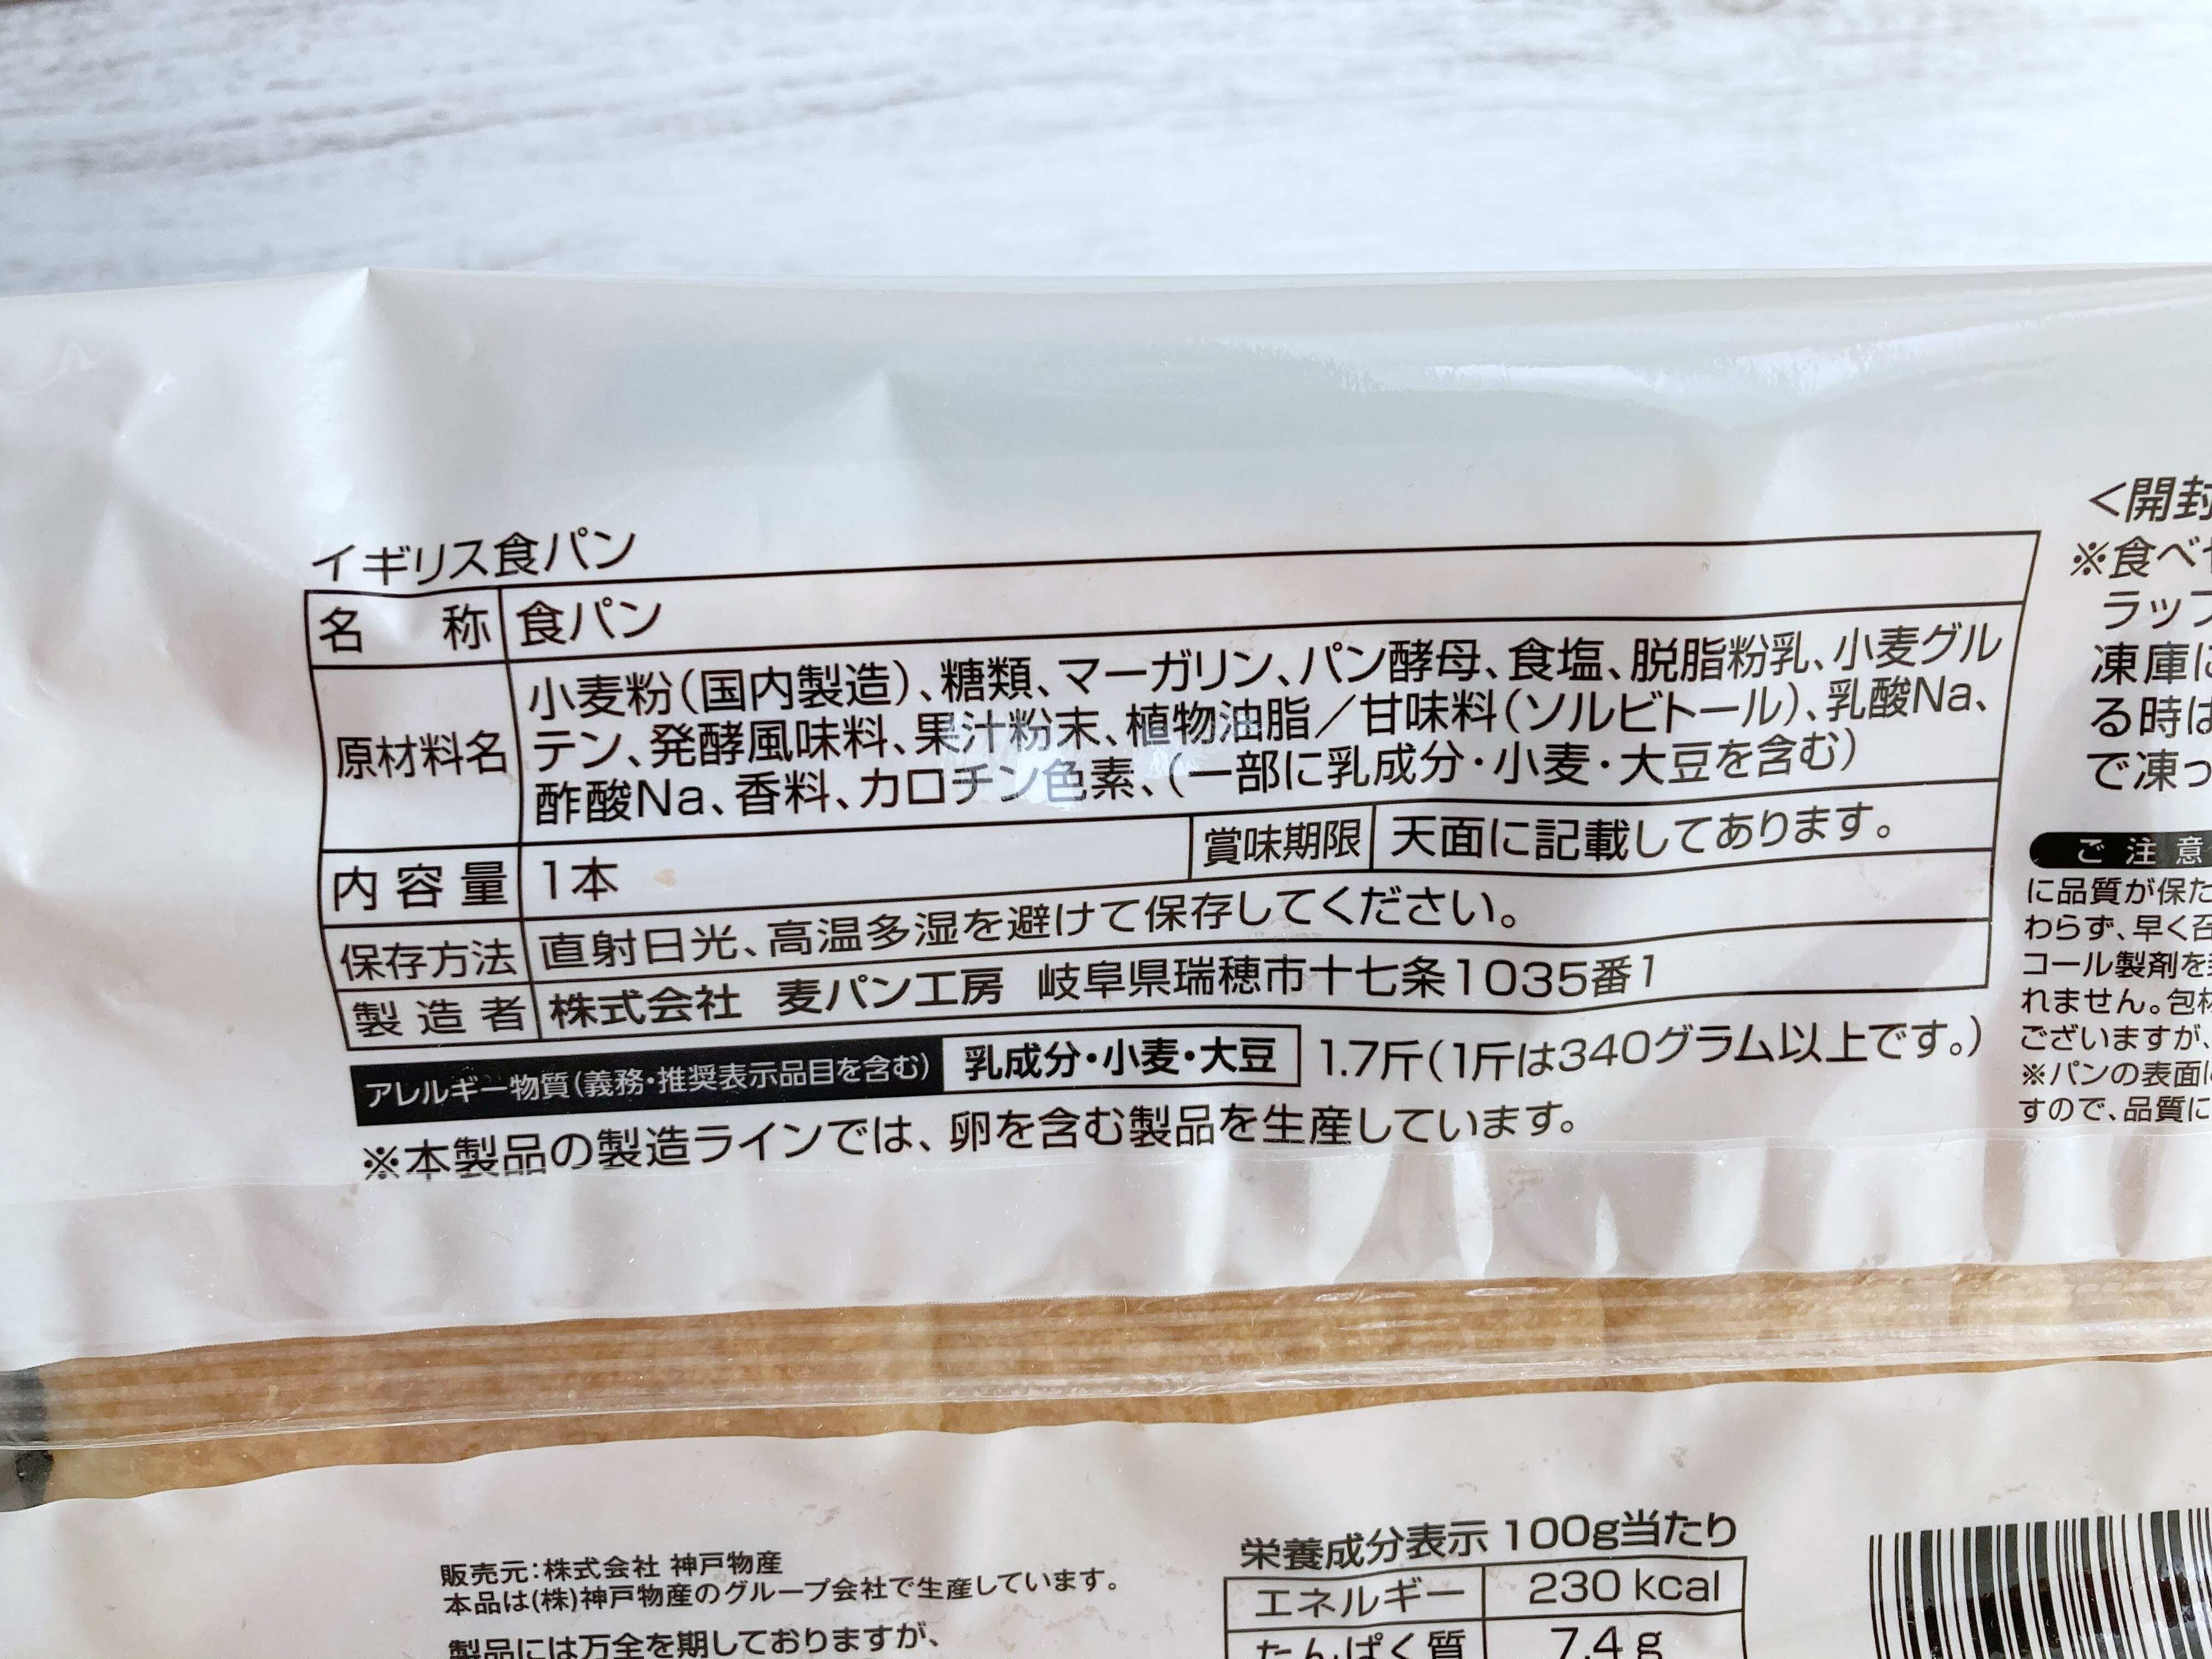 イギリス食パン
名 称 食パン
原材料名 小麦粉(国内製造)、糖類、マーガリン、パン酵母、食塩、脱脂粉乳、小麦グル
テン、発酵風味料、果汁粉末、植物油脂/甘味料(ソルビトール)、乳酸Na、
酢酸Na、香料、カロチン色素、(一部に乳成分・小麦・大豆を含む)
内容量 1本 賞味期限 天面に記載してあります。
保存方法 直射日光、高温多湿を避けて保存してください。
製造者 株式会社 麦パン工房 岐阜県瑞穂市十七条1035番1
アレルギー物質(義務・推奨表示品目を含む) 乳成分・小麦・大豆 1.7斤(1斤は340グラム以上です。)
※本製品の製造ラインでは、卵を含む製品を生産しています。
<開封
※食べ
ラップ
凍庫に
る時は
で凍っ
ご注意
に品質が保た
わらず、早く召
コール製剤を
れません。包材
ございますが、
※パンの表面に
すので、品質に
販売元:株式会社 神戸物産
本品は(株)神戸物産のグループ会社で生産しています。
製品には万全を期しておりますが、
栄養成分表示 100g当たり
エネルギー 230 kcal
たんぱく質 7.4 g